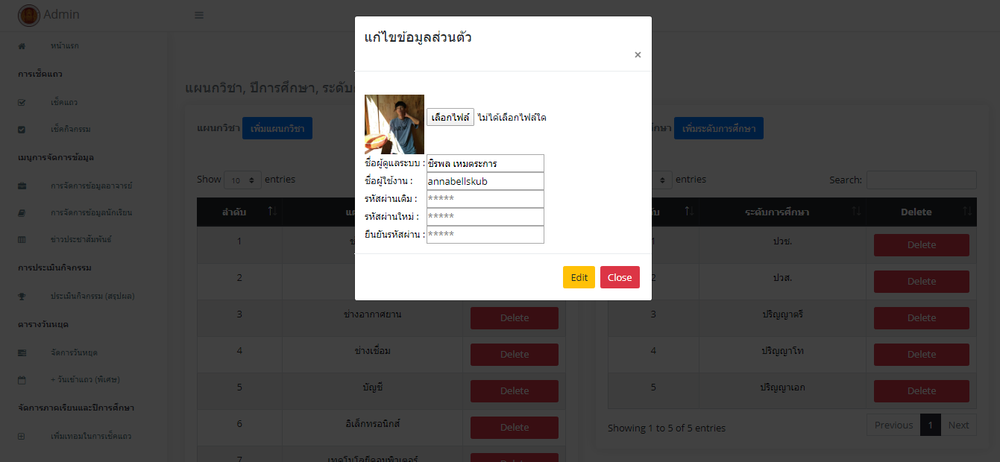 Admin
แก้ไขข้อมูลส่วนตัว
×
หน้าแรก
การเช็คแถว
เช็คแถว
เช็คกิจกรรม
เมนูการจัดการข้อมูล
การจัดการข้อมูลอาจารย์
การจัดการข้อมูลนักเรียน
ข่าวประชาสัมพันธ์
การประเมินกิจกรรม
ประเมินกิจกรรม (สรุปผล)
ตารางวันหยุด
จัดการวันหยุด
+ วันเข้าแถว (พิเศษ)
จัดการภาคเรียนและปีการศึกษา
เพิ่มเทอมในการเช็คแถว
แผนกวิชา, ปีการศึกษา,
เลือกไฟล์ ไม่ได้เลือกไฟล์ใด
ชื่อผู้ดูแลระบบ : ชิรพล เหมตระการ
ชื่อผู้ใช้งาน : annabellskub
รหัสผ่านเดิม : *****
รหัสผ่านใหม่ : *****
ยืนยันรหัสผ่าน : *****
Edit Close
แผนกวิชา เพิ่มแผนกวิชา
Show 10 entries
ลำดับ
1
2
3 ช่างอากาศยาน Delete
4 ช่างเชื่อม Delete
5 บัญชี Delete
6 อิเล็กทรอนิกส์ Delete
7 เทคโนโลยีคอมพิวเตอร์
เพิ่มระดับการศึกษา
entries Search:
ระดับการศึกษา Delete
1 ปวช. Delete
2 ปวส. Delete
3 ปริญญาตรี Delete
4 ปริญญาโท Delete
5 ปริญญาเอก Delete
Showing 1 to 5 of 5 entries Previous 1 Next